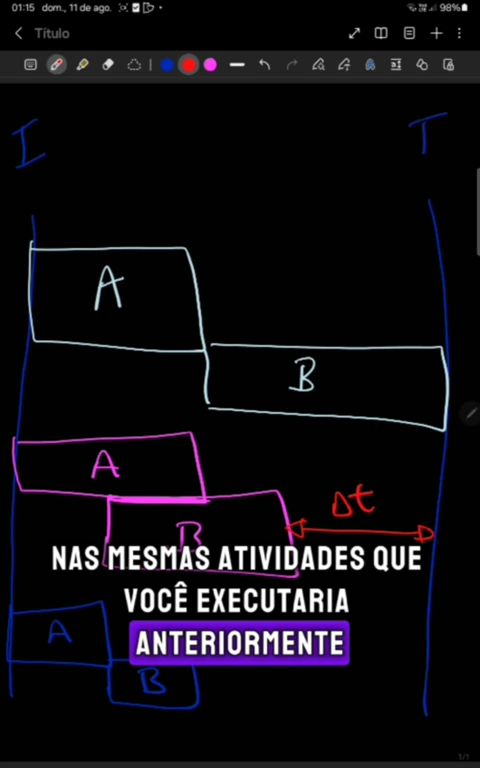 01:15 dom., 11 de ago.
98%
Título
I
T
A
B
A
Δt
B
NAS MESMAS ATIVIDADES QUE
VOCÊ EXECUTARIA
ANTERIORMENTE
A
B
1/1